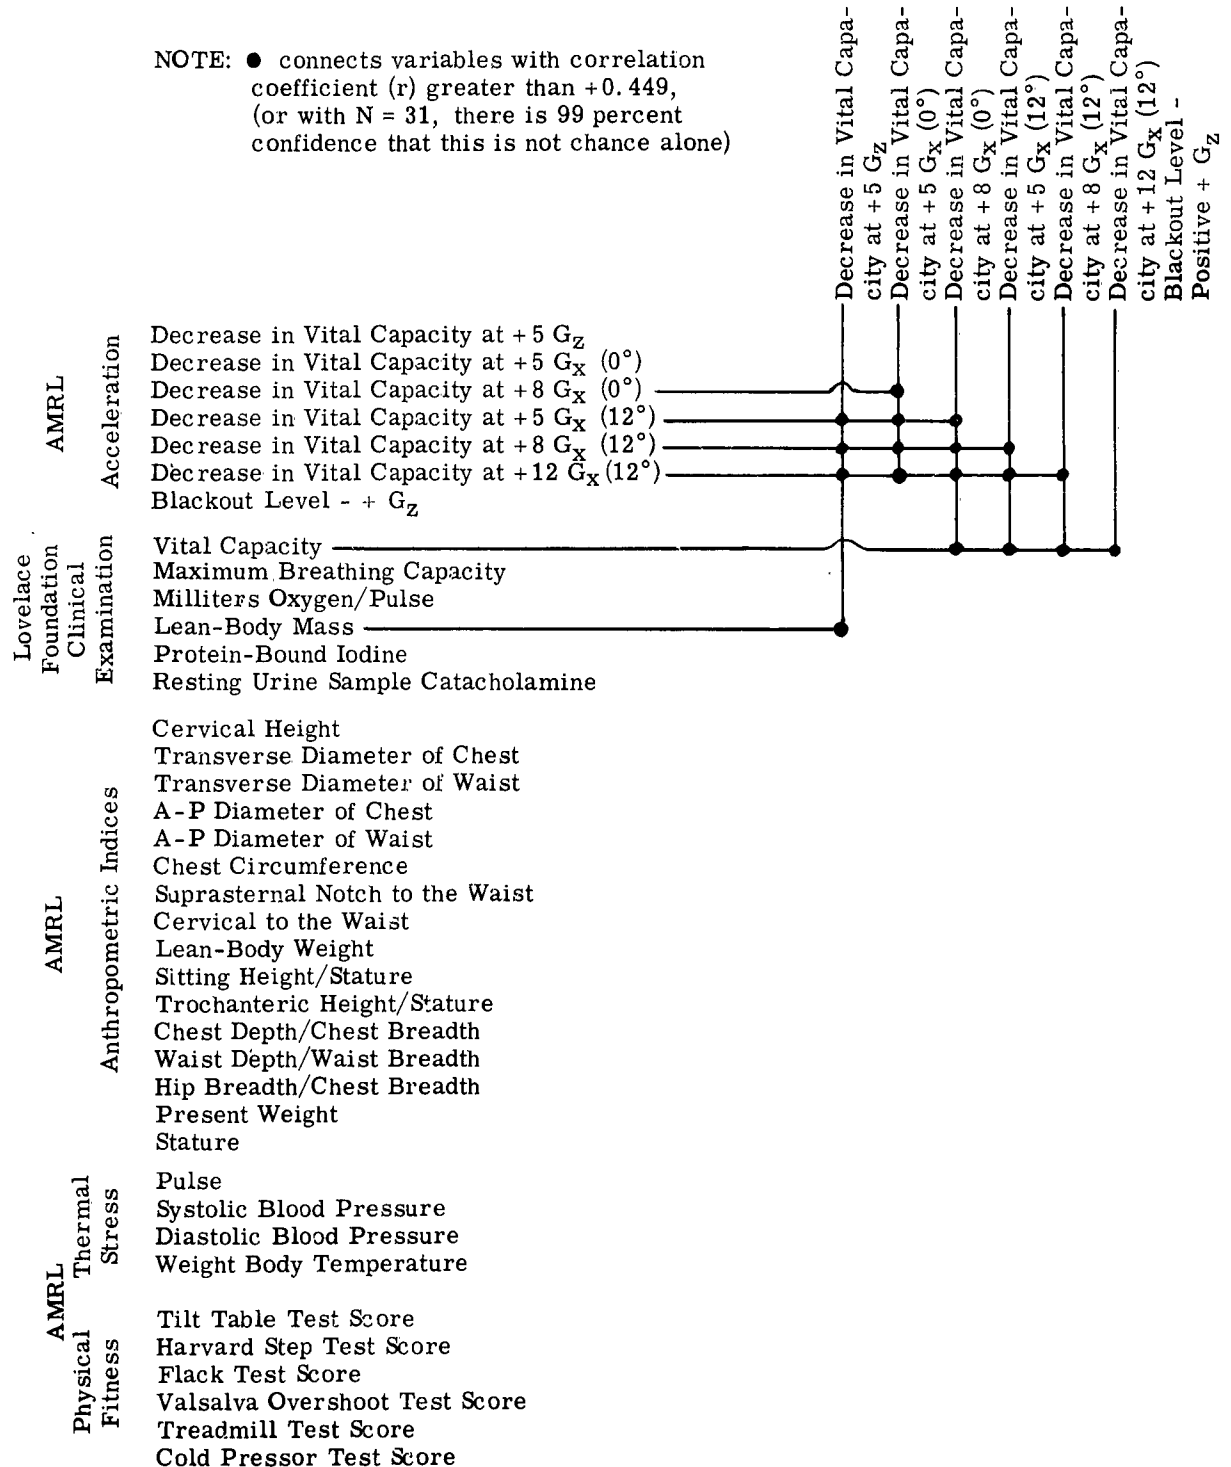 NOTE: ● connects variables with correlation
coefficient (r) greater than +0.449,
(or with N = 31, there is 99 percent
confidence that this is not chance alone)
Decrease in Vital Capa-
city at +5 GZ
Decrease in Vital Capa-
city at +5 GX (0°)
Decrease in Vital Capa-
city at +8 GX (0°)
Decrease in Vital Capa-
city at +5 GX (12°)
Decrease in Vital Capa-
city at +8 GX (12°)
Decrease in Vital Capa-
city at +12 GX (12°)
Blackout Level -
Positive + GZ
AMRL
Acceleration
Decrease in Vital Capacity at +5 GZ
Decrease in Vital Capacity at +5 GX (0°)
Decrease in Vital Capacity at +8 GX (0°)
Decrease in Vital Capacity at +5 GX (12°)
Decrease in Vital Capacity at +8 GX (12°)
Decrease in Vital Capacity at +12 GX (12°)
Blackout Level - + GZ
Lovelace
Foundation
Clinical
Examination
Vital Capacity
Maximum Breathing Capacity
Milliters Oxygen/Pulse
Lean-Body Mass
Protein-Bound Iodine
Resting Urine Sample Catacholamine
AMRL
Anthropometric Indices
Cervical Height
Transverse Diameter of Chest
Transverse Diameter of Waist
A-P Diameter of Chest
A-P Diameter of Waist
Chest Circumference
Suprasternal Notch to the Waist
Cervical to the Waist
Lean-Body Weight
Sitting Height/Stature
Trochanteric Height/Stature
Chest Depth/Chest Breadth
Waist Depth/Waist Breadth
Hip Breadth/Chest Breadth
Present Weight
Stature
AMRL
Thermal
Stress
Pulse
Systolic Blood Pressure
Diastolic Blood Pressure
Weight Body Temperature
Physical
Fitness
Tilt Table Test Score
Harvard Step Test Score
Flack Test Score
Valsalva Overshoot Test Score
Treadmill Test Score
Cold Pressor Test Score